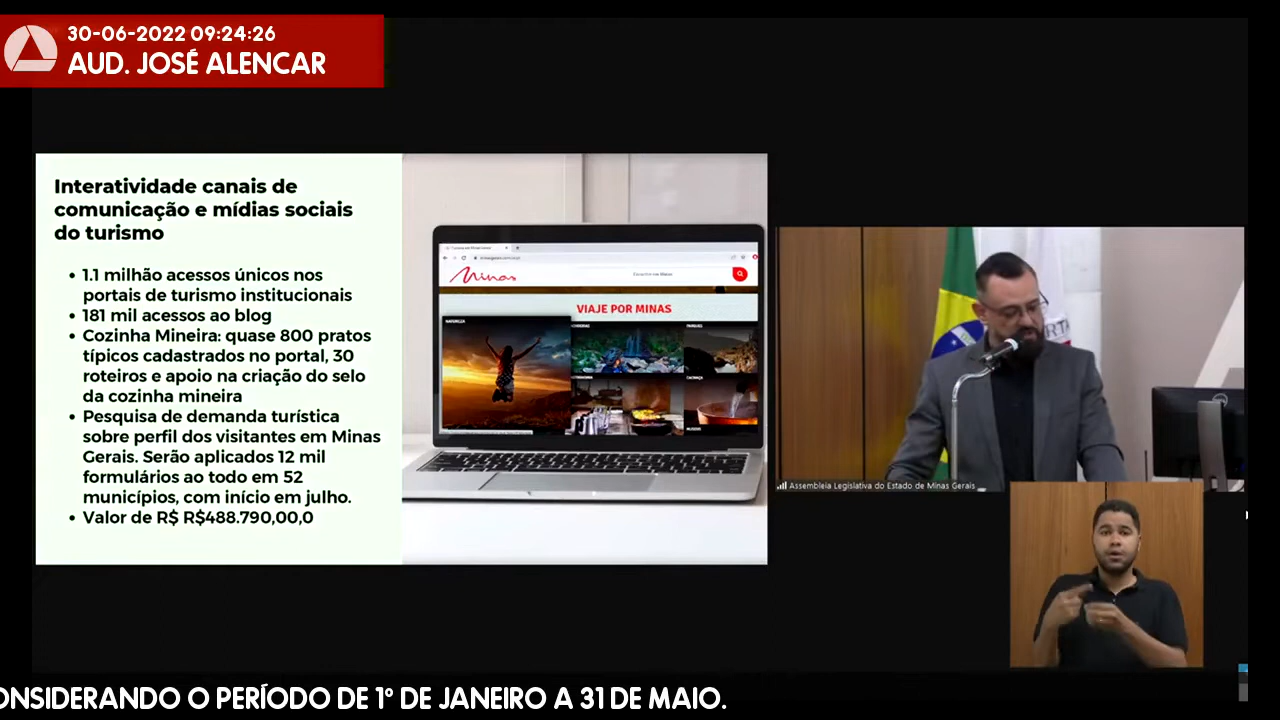 30-06-2022 09:24:26
AUD. JOSÉ ALENCAR
Interatividade canais de
comunicação e mídias sociais
do turismo
• 1.1 milhão acessos únicos nos
portais de turismo institucionais
• 181 mil acessos ao blog
• Cozinha Mineira: quase 800 pratos
típicos cadastrados no portal, 30
roteiros e apoio na criação do selo
da cozinha mineira
• Pesquisa de demanda turística
sobre perfil dos visitantes em Minas
Gerais. Serão aplicados 12 mil
formulários ao todo em 52
municípios, com início em julho.
• Valor de R$ R$488.790,00,0
Minas
VIAJE POR MINAS
NATUREZA
PARQUES
CACHAÇA
MUSEUS
Assembleia Legislativa do Estado de Minas Gerais
ONSIDERANDO O PERÍODO DE 1º DE JANEIRO A 31 DE MAIO.